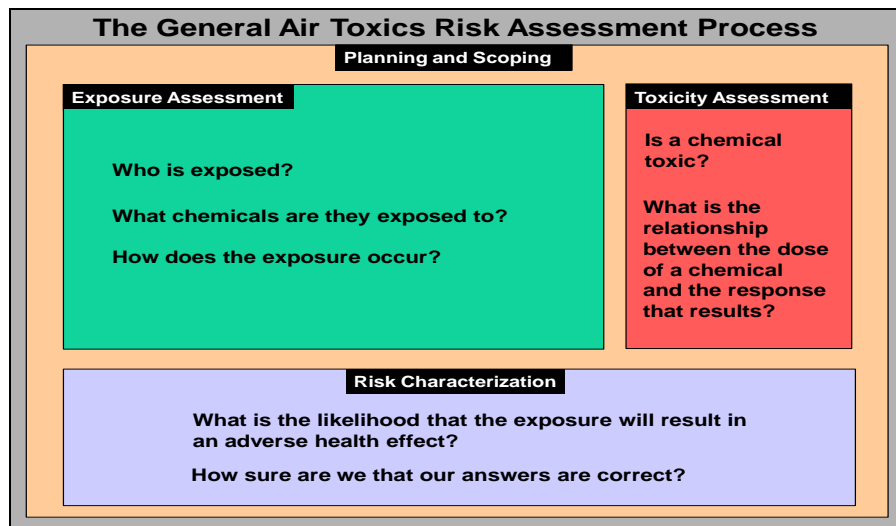 The General Air Toxics Risk Assessment Process
Planning and Scoping
Exposure Assessment
Who is exposed?
What chemicals are they exposed to?
How does the exposure occur?
Toxicity Assessment
Is a chemical
toxic?
What is the
relationship
between the dose
of a chemical
and the response
that results?
Risk Characterization
What is the likelihood that the exposure will result in
an adverse health effect?
How sure are we that our answers are correct?